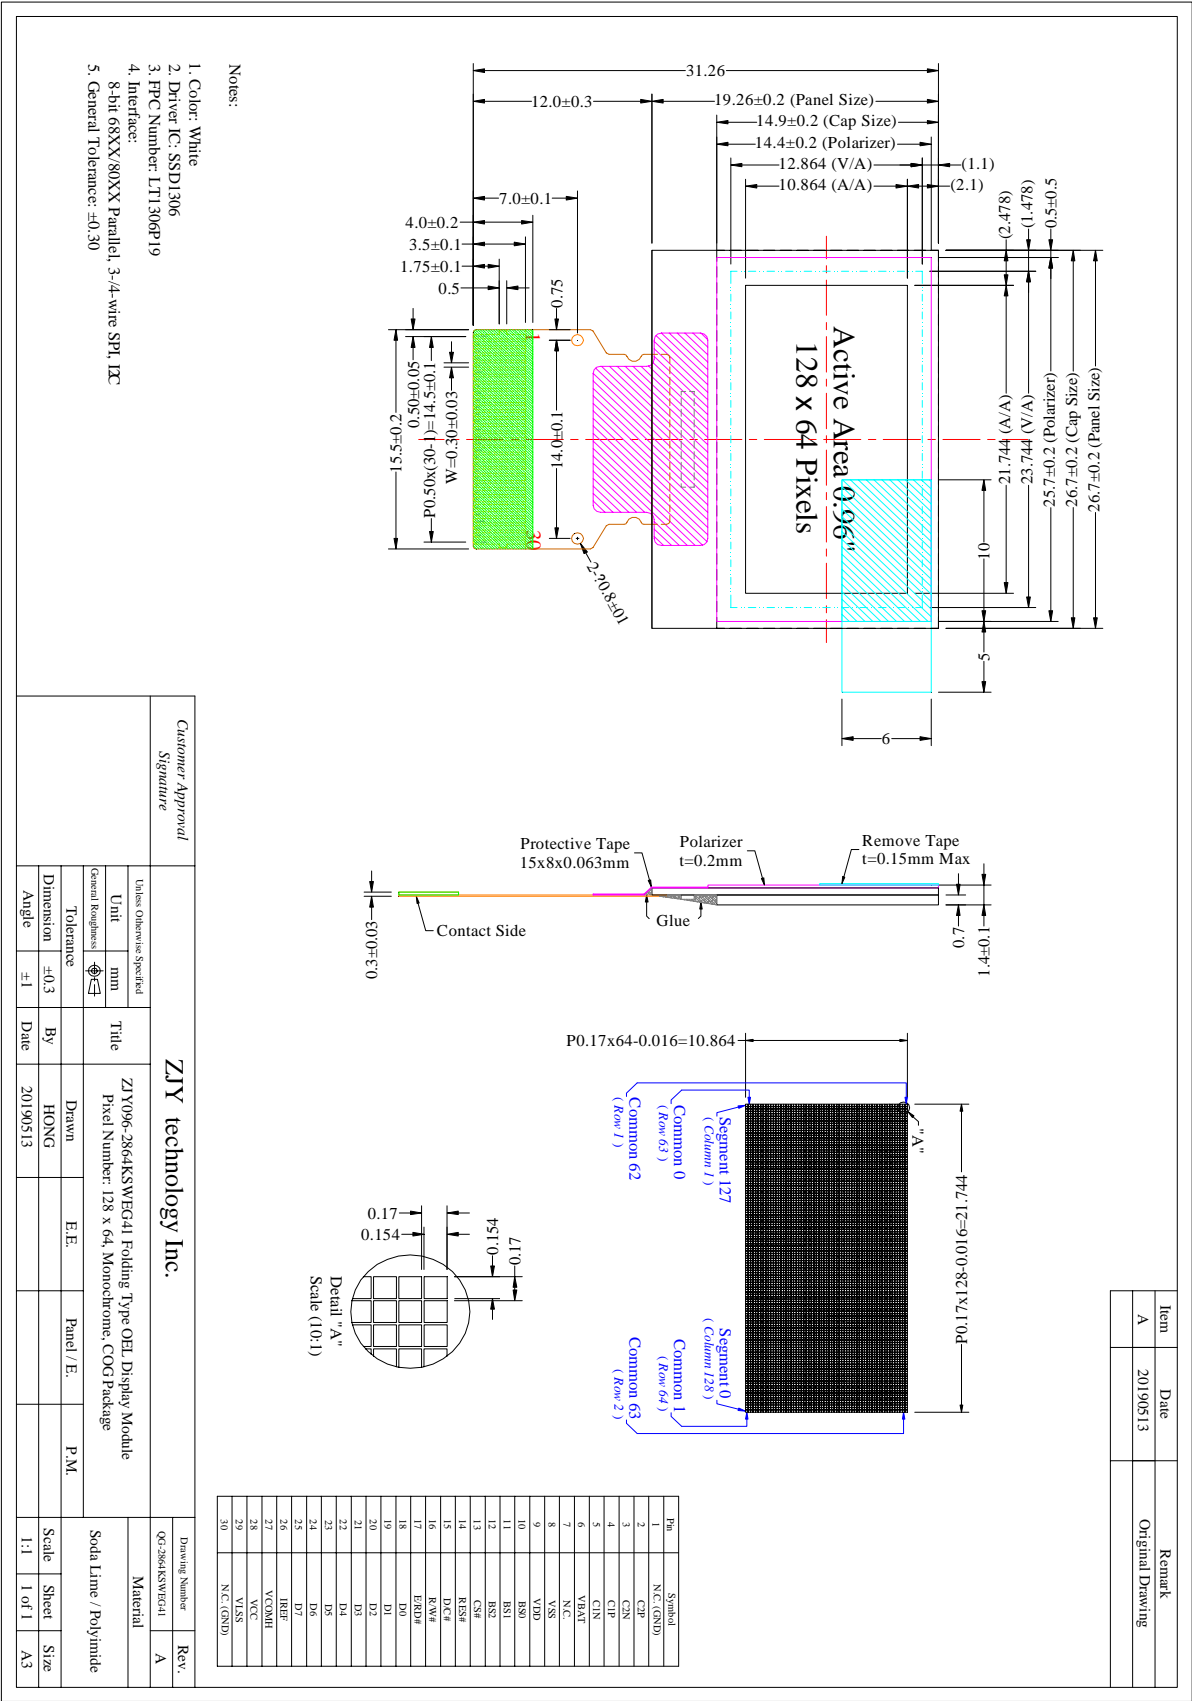 Item Date Remark
A 20190513 Original Drawing
26.7±0.2 (Panel Size)
26.7±0.2 (Cap Size)
25.7±0.2 (Polarizer)
23.744 (V/A)
21.744 (A/A)
0.5±0.5
(1.478)
(2.478)
10
5
6
31.26
12.0±0.3
19.26±0.2 (Panel Size)
14.9±0.2 (Cap Size)
14.4±0.2 (Polarizer)
12.864 (V/A)
10.864 (A/A)
(1.1)
(2.1)
7.0±0.1
4.0±0.2
3.5±0.1
1.75±0.1
0.5
0.75
Active Area 0.96"
128 x 64 Pixels
1
30
14.0±0.1
2-?0.8±01
W=0.30±0.03
P0.50x(30-1)=14.5±0.1
0.50±0.05
15.5±0.2
Remove Tape
t=0.15mm Max
Polarizer
t=0.2mm
Protective Tape
15x8x0.063mm
Glue
Contact Side
1.4±0.1
0.7
0.3±0.03
P0.17x128-0.016=21.744
P0.17x64-0.016=10.864
"A"
Segment 127
( Column 1 )
Common 0
( Row 63 )
Common 62
( Row 1 )
Segment 0
( Column 128 )
Common 1
( Row 64 )
Common 63
( Row 2 )
0.17
0.154
0.17
0.154
Detail "A"
Scale (10:1)
Pin Symbol
1 N.C. (GND)
2 C2P
3 C2N
4 C1P
5 C1N
6 VBAT
7 N.C.
8 VSS
9 VDD
10 BS0
11 BS1
12 BS2
13 CS#
14 RES#
15 D/C#
16 R/W#
17 E/RD#
18 D0
19 D1
20 D2
21 D3
22 D4
23 D5
24 D6
25 D7
26 IREF
27 VCOMH
28 VCC
29 VLSS
30 N.C. (GND)
Notes:
1. Color: White
2. Driver IC: SSD1306
3. FPC Number: LT1306P19
4. Interface:
8-bit 68XX/80XX Parallel, 3-/4-wire SPI, I2C
5. General Tolerance: ±0.30
Customer Approval
Signature
ZJY technology Inc.
Drawing Number Rev.
QG-2864KSWEG41 A
Unless Otherwise Specified
Unit mm
General Roughness
Tolerance
Dimension ±0.3
Angle ±1
Title
ZJY096-2864KSWEG41 Folding Type OEL Display Module
Pixel Number: 128 x 64, Monochrome, COG Package
Material
Soda Lime / Polyimide
Drawn E.E. Panel / E. P.M.
By HONG
Date 20190513
Scale Sheet Size
1:1 1 of 1 A3